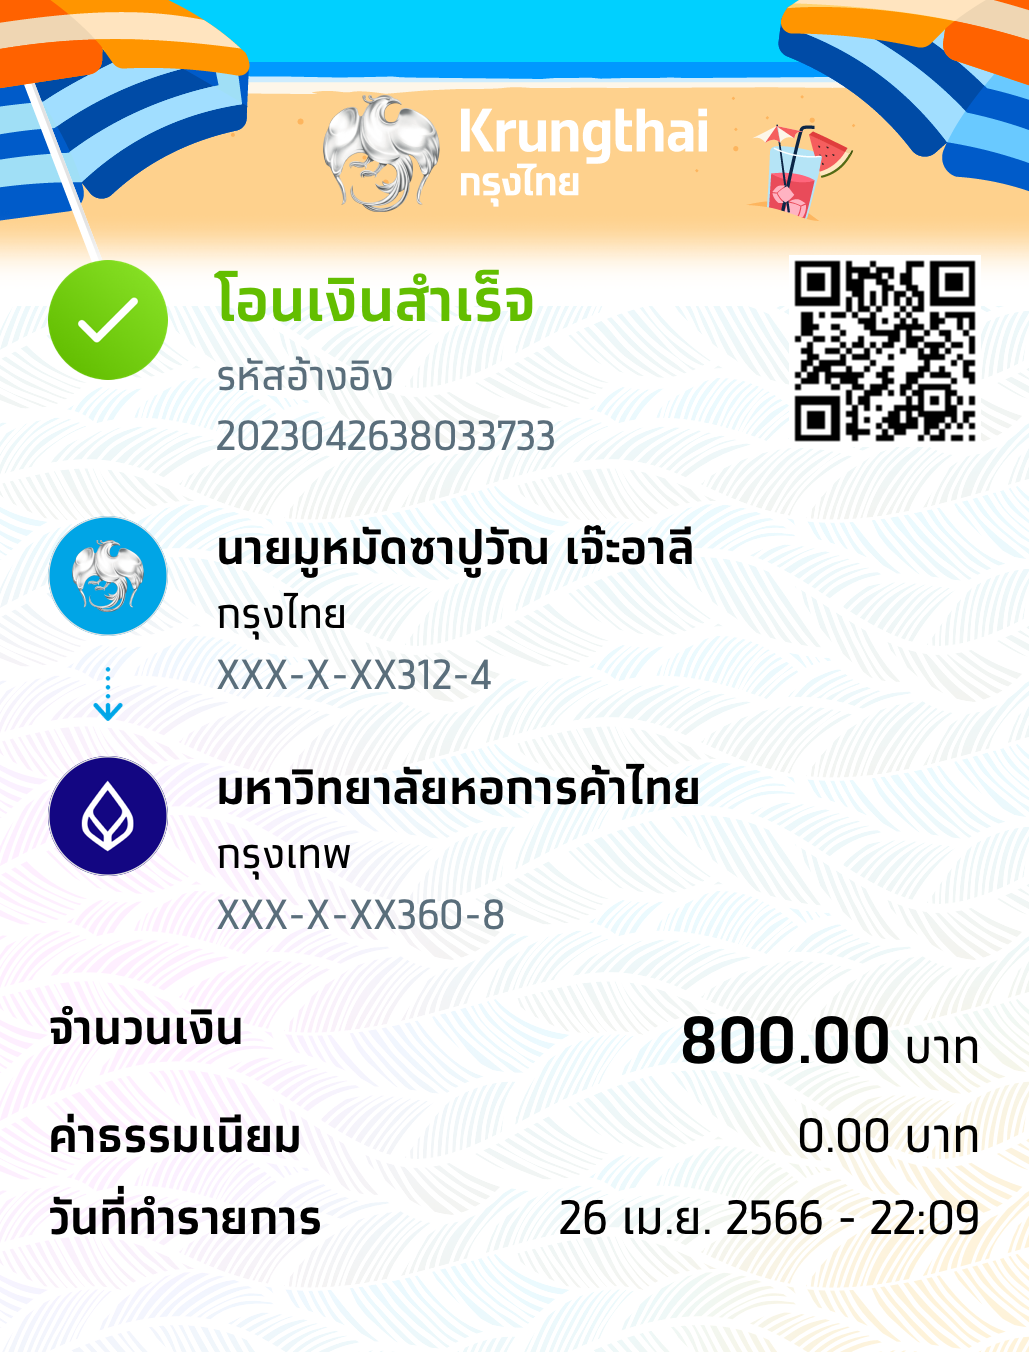 Krungthai
กรุงไทย
โอนเงินสำเร็จ
รหัสอ้างอิง
2023042638033733
นายมูหมัดซาปูวัณ เจ๊ะอาลี
กรุงไทย
XXX-X-XX312-4
มหาวิทยาลัยหอการค้าไทย
กรุงเทพ
XXX-X-XX360-8
จำนวนเงิน 800.00 บาท
ค่าธรรมเนียม 0.00 บาท
วันที่ทำรายการ 26 เม.ย. 2566 - 22:09